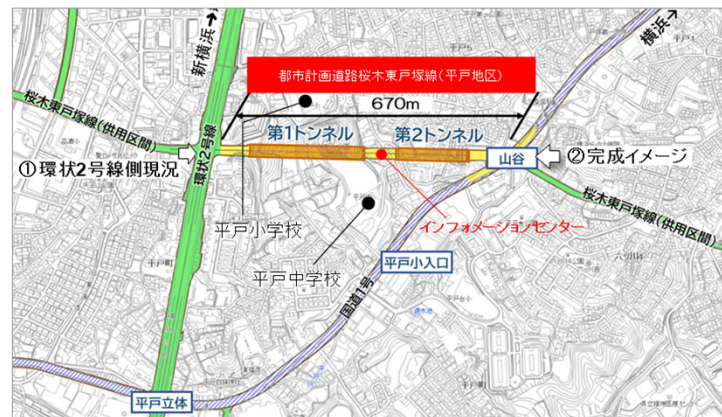 新横浜→
横浜→
都市計画道路桜木東戸塚線(平戸地区)
670m
桜木東戸塚線(供用区間)
第1トンネル
第2トンネル
①環状2号線側現況
環状2号線
山谷
②完成イメージ
桜木東戸塚線(供用区間)
平戸小学校
インフォメーションセンター
平戸中学校
平戸小入口
国道1号
平戸町
平戸立体